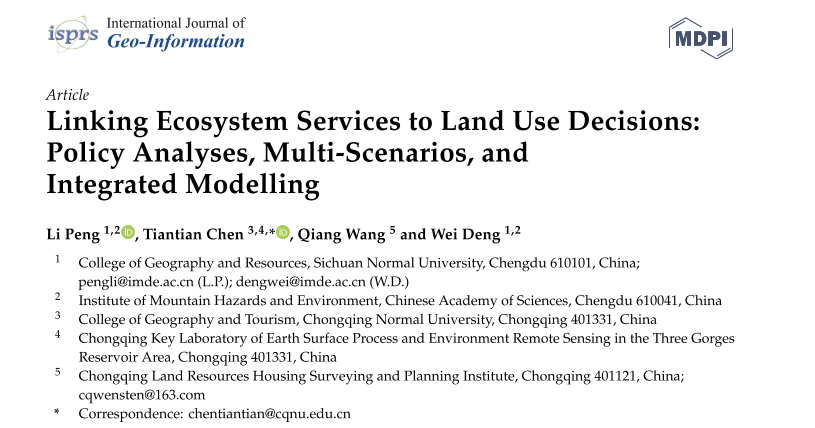 isprs
International Journal of
Geo-Information
MDPI
Article
Linking Ecosystem Services to Land Use Decisions:
Policy Analyses, Multi-Scenarios, and
Integrated Modelling
Li Peng 1,2 iD, Tiantian Chen 3,4,* iD, Qiang Wang 5 and Wei Deng 1,2
1 College of Geography and Resources, Sichuan Normal University, Chengdu 610101, China;
pengli@imde.ac.cn (L.P.); dengwei@imde.ac.cn (W.D.)
2 Institute of Mountain Hazards and Environment, Chinese Academy of Sciences, Chengdu 610041, China
3 College of Geography and Tourism, Chongqing Normal University, Chongqing 401331, China
4 Chongqing Key Laboratory of Earth Surface Process and Environment Remote Sensing in the Three Gorges
Reservoir Area, Chongqing 401331, China
5 Chongqing Land Resources Housing Surveying and Planning Institute, Chongqing 401121, China;
cqwensten@163.com
* Correspondence: chentiantian@cqnu.edu.cn